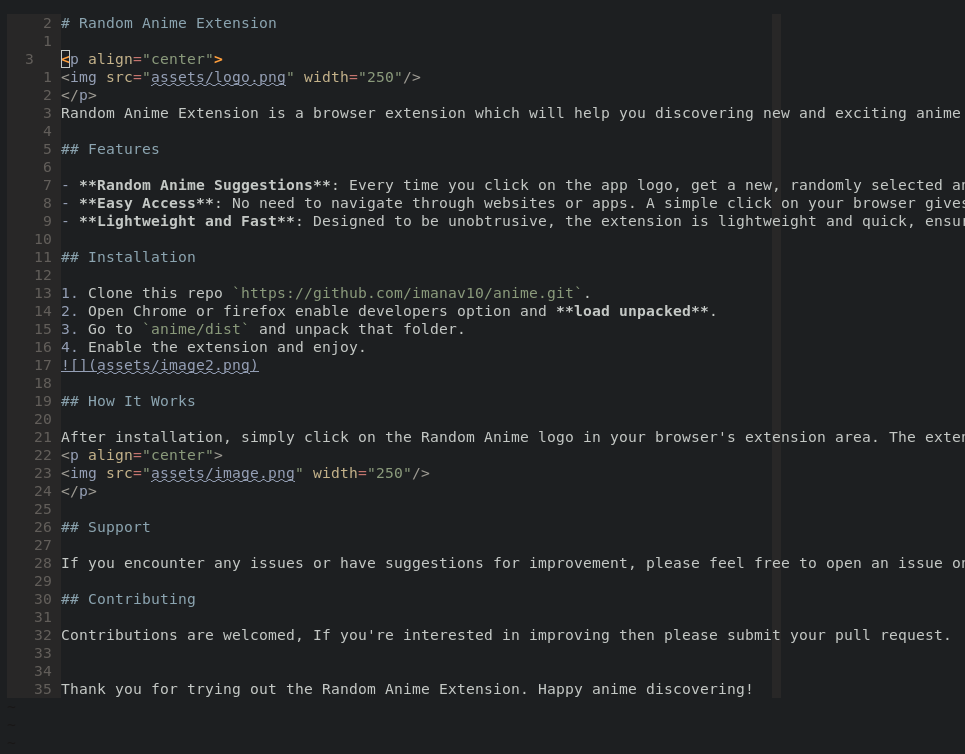 2 # Random Anime Extension
1
3 <p align="center">
1 <img src="assets/logo.png" width="250"/>
2 </p>
3 Random Anime Extension is a browser extension which will help you discovering new and exciting anime
4
5 ## Features
6
7 - **Random Anime Suggestions**: Every time you click on the app logo, get a new, randomly selected
8 - **Easy Access**: No need to navigate through websites or apps. A simple click on your browser gives
9 - **Lightweight and Fast**: Designed to be unobtrusive, the extension is lightweight and quick,
10
11 ## Installation
12
13 1. Clone this repo `https://github.com/imanav10/anime.git`.
14 2. Open Chrome or firefox enable developers option and **load unpacked**.
15 3. Go to `anime/dist` and unpack that folder.
16 4. Enable the extension and enjoy.
17 ![](assets/image2.png)
18
19 ## How It Works
20
21 After installation, simply click on the Random Anime logo in your browser's extension area. The
22 <p align="center">
23 <img src="assets/image.png" width="250"/>
24 </p>
25
26 ## Support
27
28 If you encounter any issues or have suggestions for improvement, please feel free to open an issue
29
30 ## Contributing
31
32 Contributions are welcomed, If you're interested in improving then please submit your pull request.
33
34
35 Thank you for trying out the Random Anime Extension. Happy anime discovering!